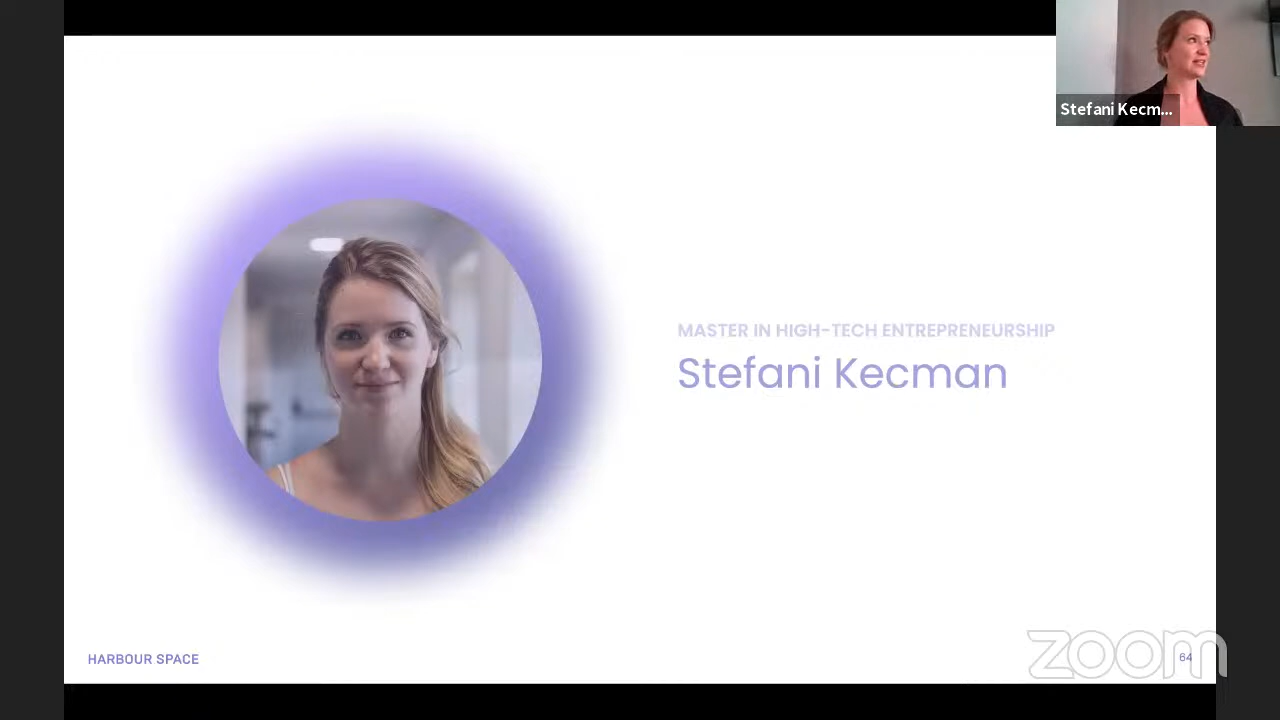 Stefani Kecm...
MASTER IN HIGH-TECH ENTREPRENEURSHIP
Stefani Kecman
HARBOUR SPACE
zoom
64